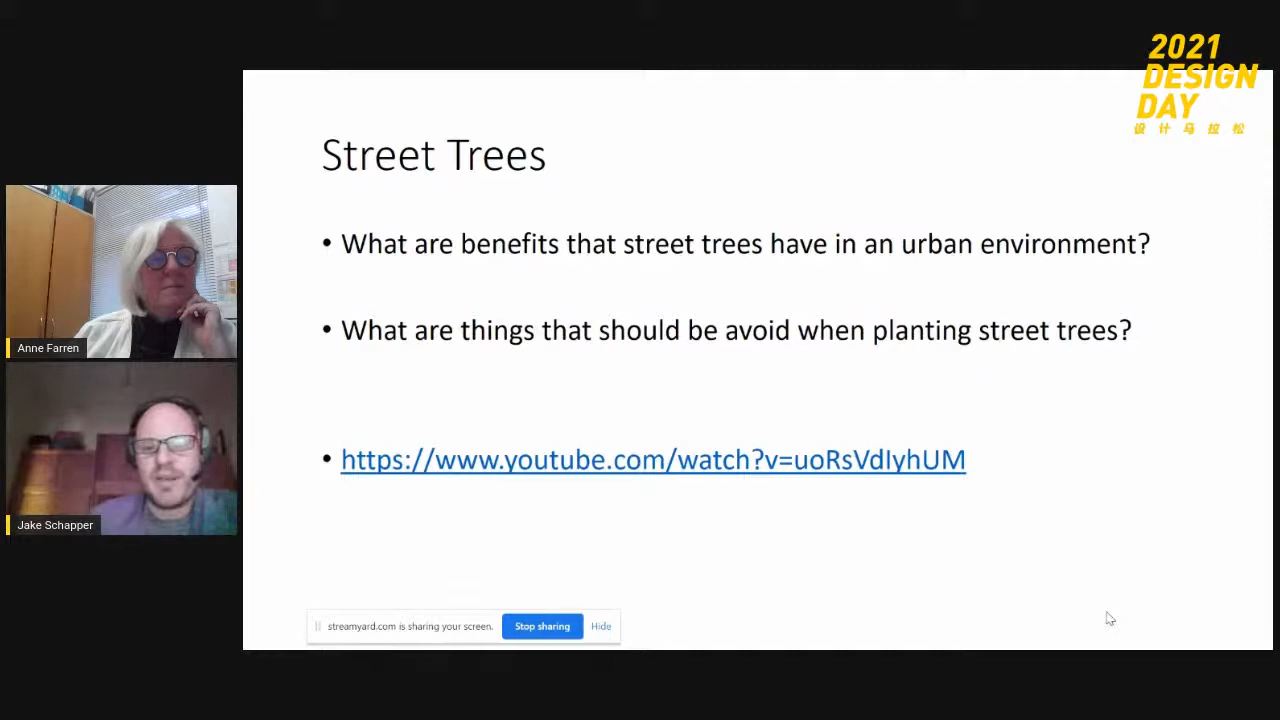 2021
DESIGN
DAY
设计马拉松
Street Trees
• What are benefits that street trees have in an urban environment?
• What are things that should be avoid when planting street trees?
• https://www.youtube.com/watch?v=uoRsVdIyhUM
Anne Farren
Jake Schapper
streamyard.com is sharing your screen. Stop sharing Hide